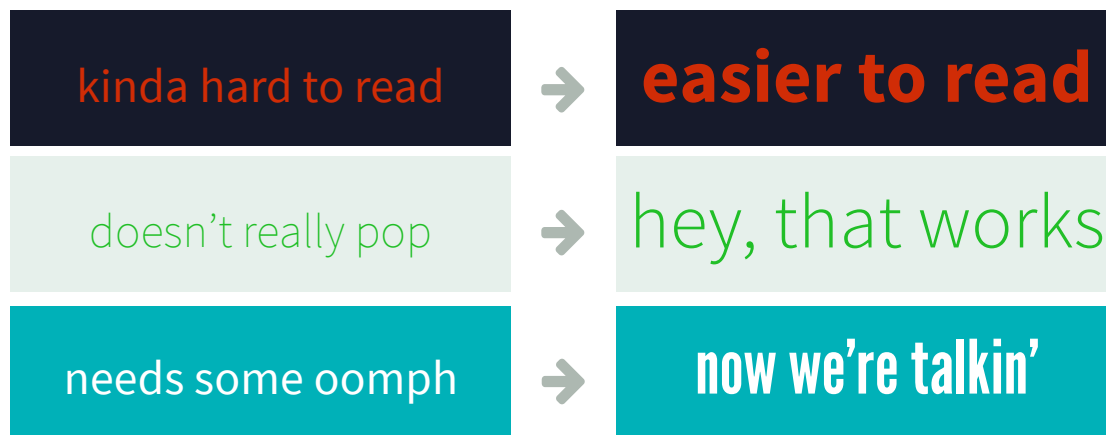 kinda hard to read
easier to read
doesn’t really pop
hey, that works
needs some oomph
now we’re talkin’